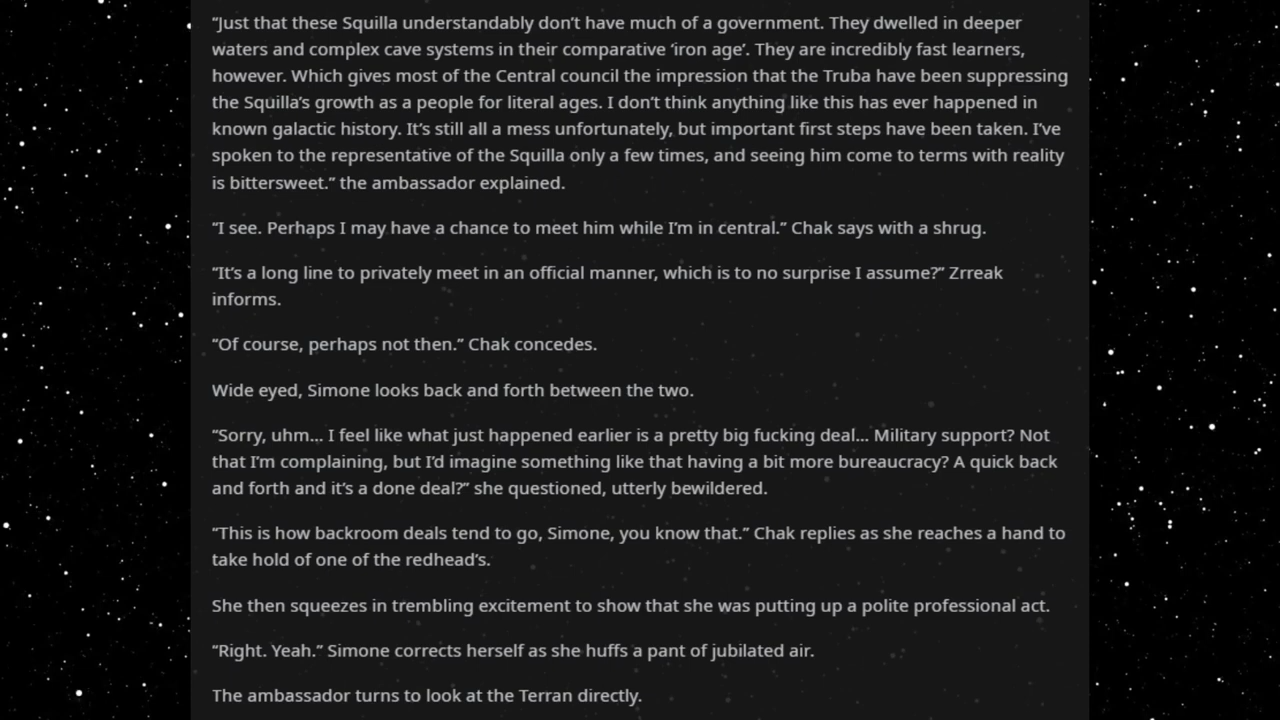 “Just that these Squilla understandably don’t have much of a government. They dwelled in deeper
waters and complex cave systems in their comparative ‘iron age’. They are incredibly fast learners,
however. Which gives most of the Central council the impression that the Truba have been suppressing
the Squilla’s growth as a people for literal ages. I don’t think anything like this has ever happened in
known galactic history. It’s still all a mess unfortunately, but important first steps have been taken. I’ve
spoken to the representative of the Squilla only a few times, and seeing him come to terms with reality
is bittersweet.” the ambassador explained.
“I see. Perhaps I may have a chance to meet him while I’m in central.” Chak says with a shrug.
“It’s a long line to privately meet in an official manner, which is to no surprise I assume?” Zrreak
informs.
“Of course, perhaps not then.” Chak concedes.
Wide eyed, Simone looks back and forth between the two.
“Sorry, uhm… I feel like what just happened earlier is a pretty big fucking deal… Military support? Not
that I’m complaining, but I’d imagine something like that having a bit more bureaucracy? A quick back
and forth and it’s a done deal?” she questioned, utterly bewildered.
“This is how backroom deals tend to go, Simone, you know that.” Chak replies as she reaches a hand to
take hold of one of the redhead’s.
She then squeezes in trembling excitement to show that she was putting up a polite professional act.
“Right. Yeah.” Simone corrects herself as she huffs a pant of jubilated air.
The ambassador turns to look at the Terran directly.